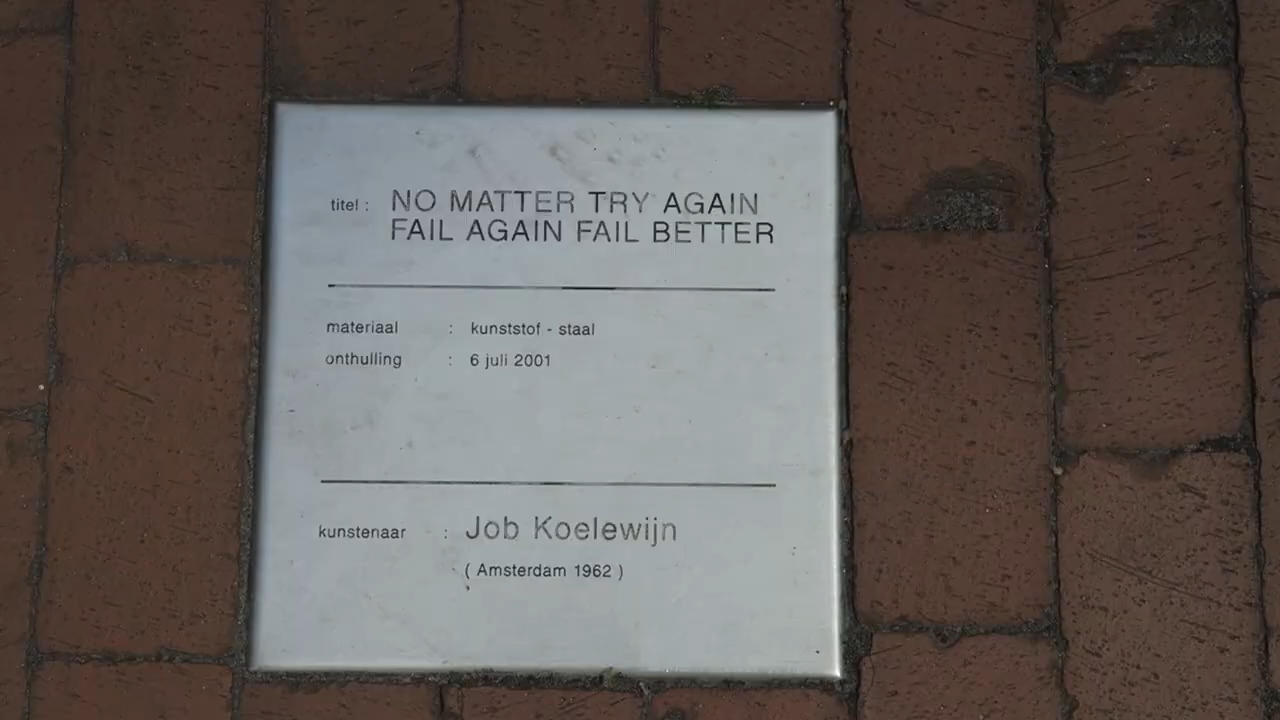 titel : NO MATTER TRY AGAIN
FAIL AGAIN FAIL BETTER
materiaal : kunststof - staal
onthulling : 6 juli 2001
kunstenaar : Job Koelewijn
( Amsterdam 1962 )